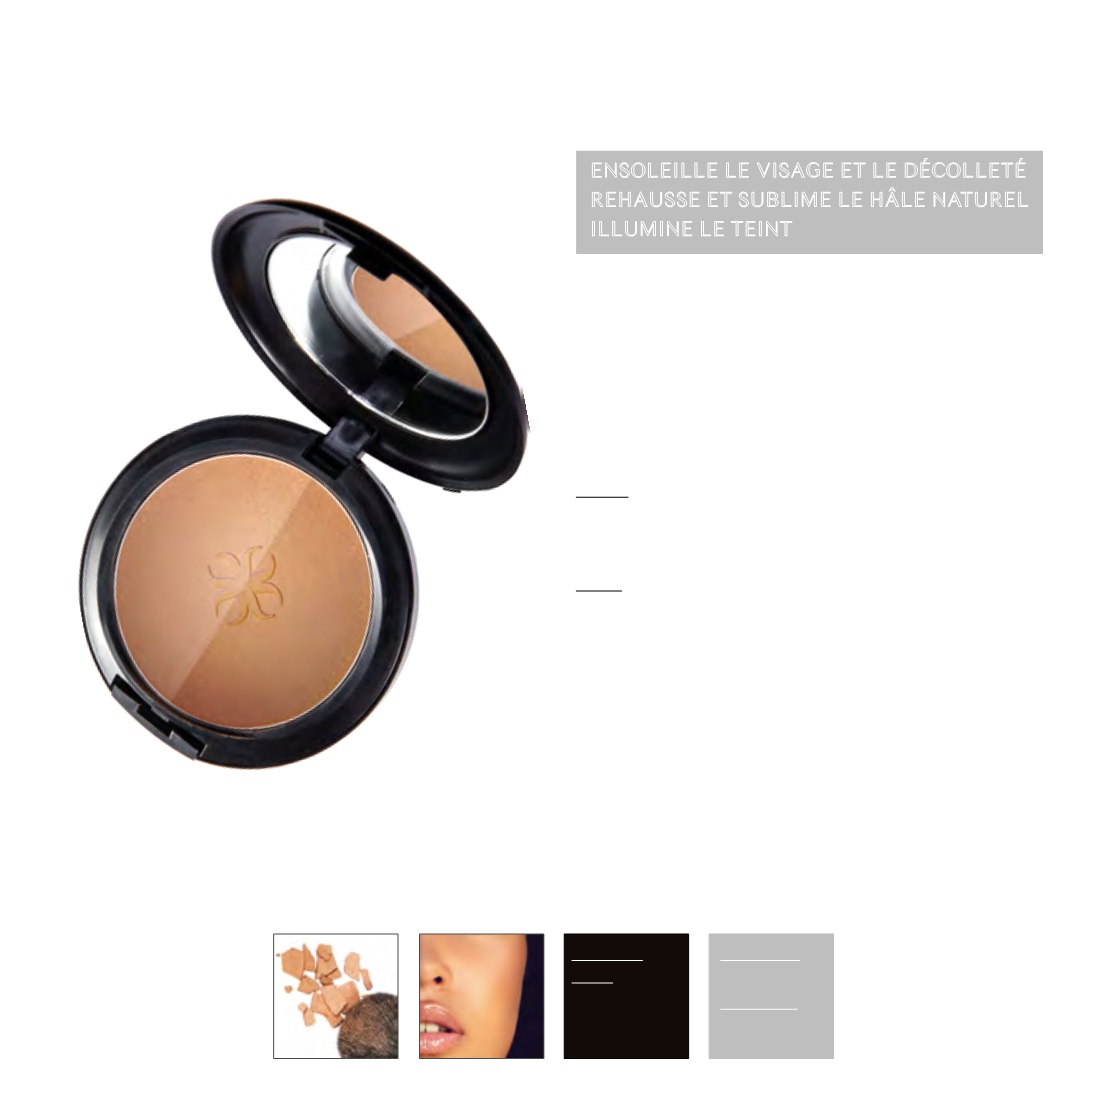 ENSOLEILLE LE VISAGE ET LE DÉCOLLETÉ
REHAUSSE ET SUBLIME LE HÂLE NATUREL
ILLUMINE LE TEINT